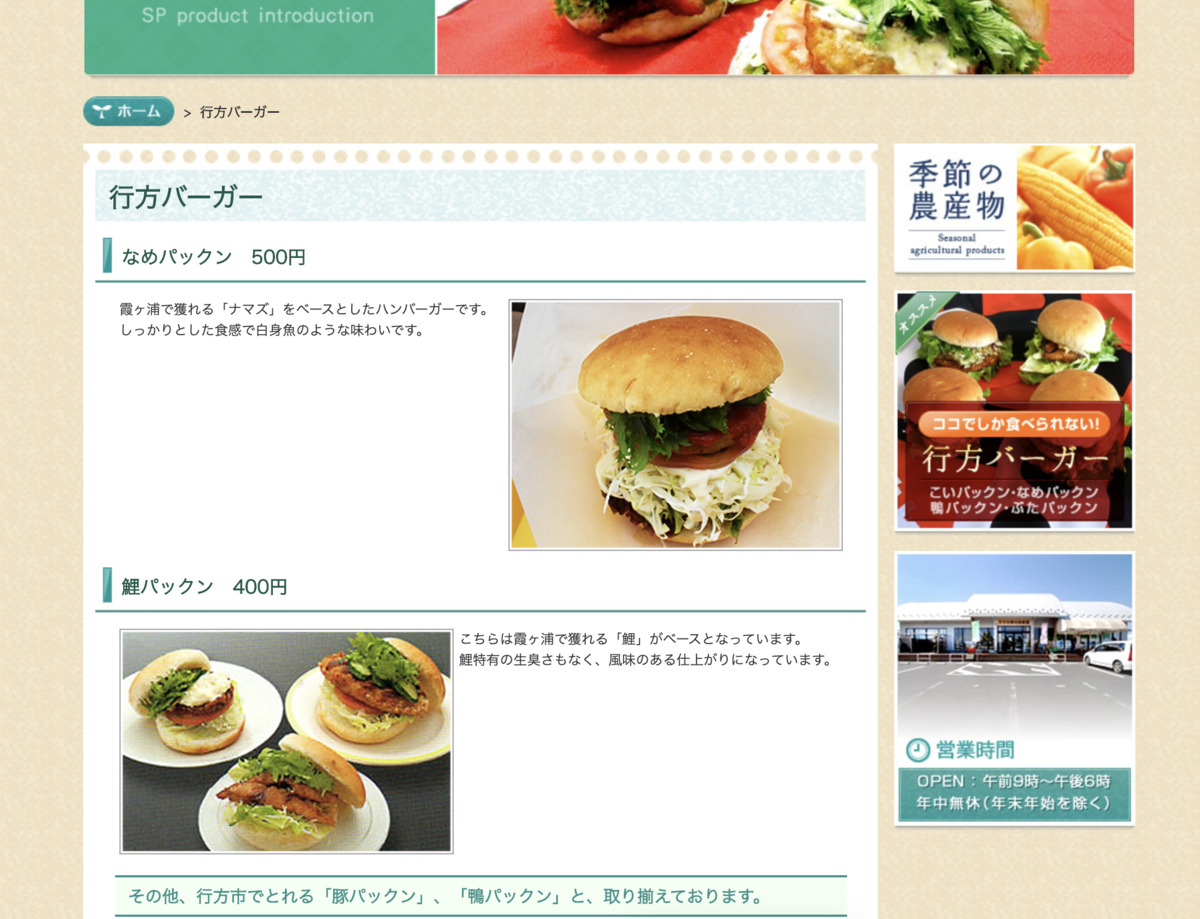 SP product introduction
ホーム > 行方バーガー
行方バーガー
なめパックン　500円
霞ヶ浦で獲れる「ナマズ」をベースとしたハンバーガーです。
しっかりとした食感で白身魚のような味わいです。
鯉パックン　400円
こちらは霞ヶ浦で獲れる「鯉」がベースとなっています。
鯉特有の生臭さもなく、風味のある仕上がりになっています。
その他、行方市でとれる「豚パックン」、「鴨パックン」と、取り揃えております。
季節の
農産物
Seasonal
agricultural products
オススメ
ココでしか食べられない!
行方バーガー
こいパックン・なめパックン
鴨パックン・ぶたパックン
営業時間
OPEN：午前9時〜午後6時
年中無休（年末年始を除く）